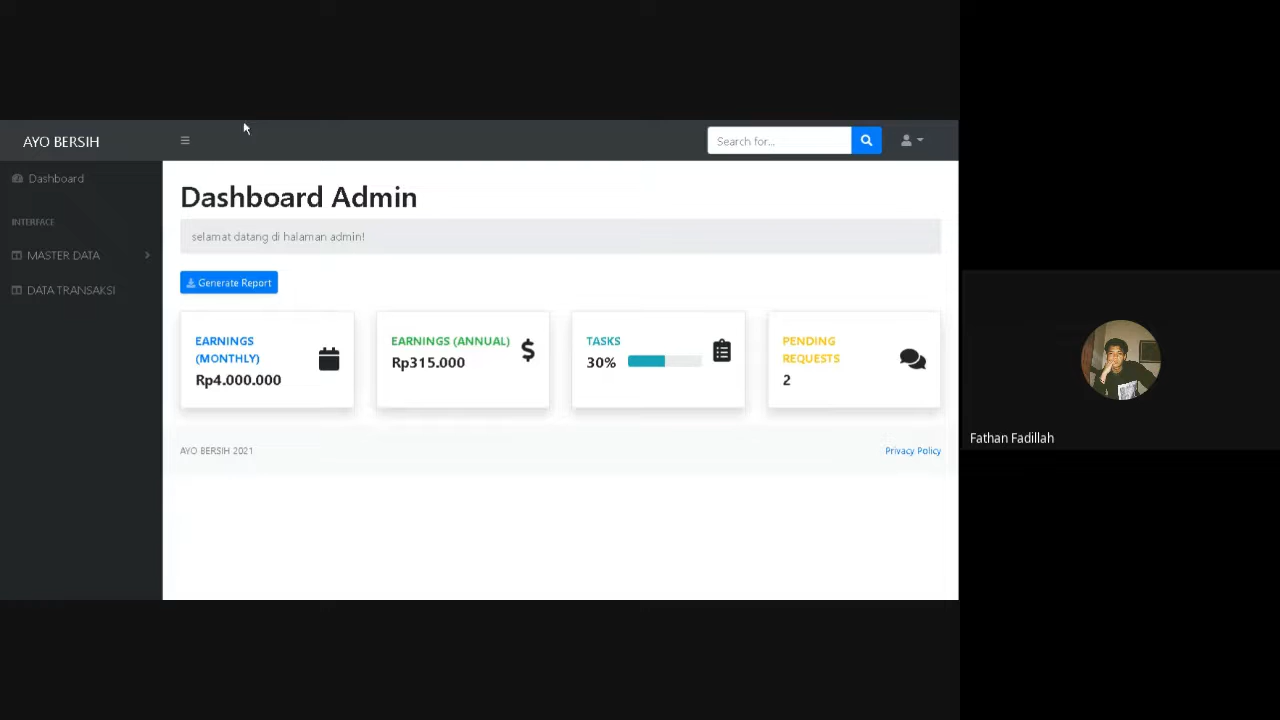 AYO BERSIH
Search for...
Dashboard
INTERFACE
MASTER DATA
DATA TRANSAKSI
Dashboard Admin
selamat datang di halaman admin!
Generate Report
EARNINGS
(MONTHLY)
Rp4.000.000
EARNINGS (ANNUAL)
Rp315.000
TASKS
30%
PENDING
REQUESTS
2
AYO BERSIH 2021
Privacy Policy
Fathan Fadillah